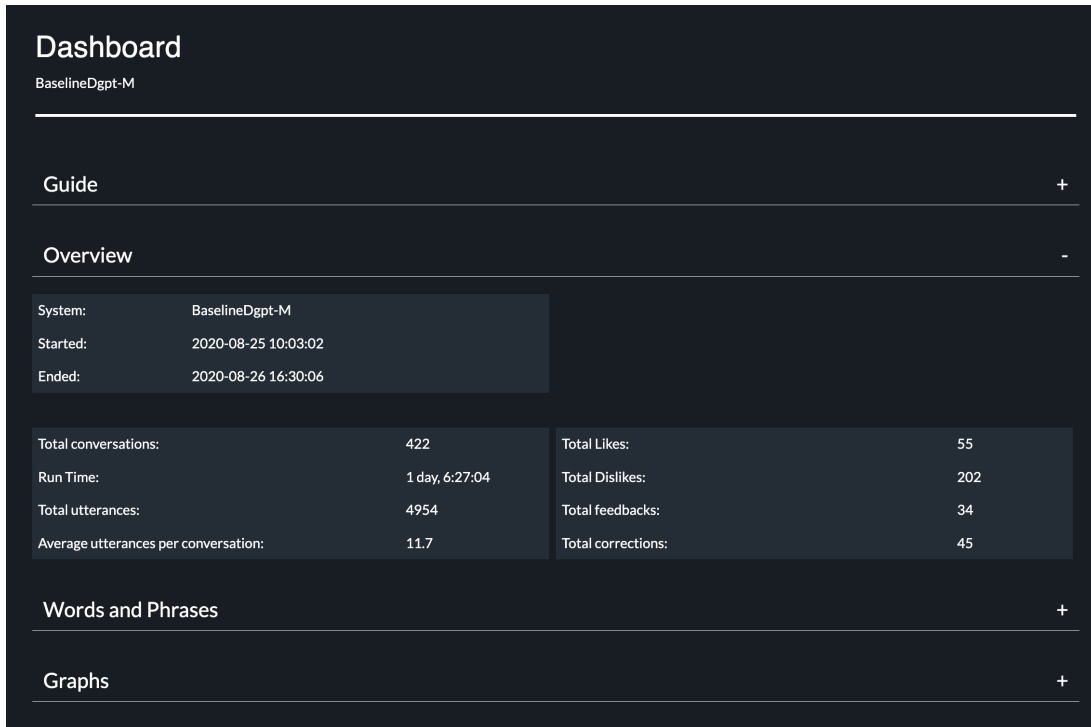 Dashboard
BaselineDgpt-M
Guide +
Overview -
System: BaselineDgpt-M
Started: 2020-08-25 10:03:02
Ended: 2020-08-26 16:30:06
Total conversations: 422 Total Likes: 55
Run Time: 1 day, 6:27:04 Total Dislikes: 202
Total utterances: 4954 Total feedbacks: 34
Average utterances per conversation: 11.7 Total corrections: 45
Words and Phrases +
Graphs +